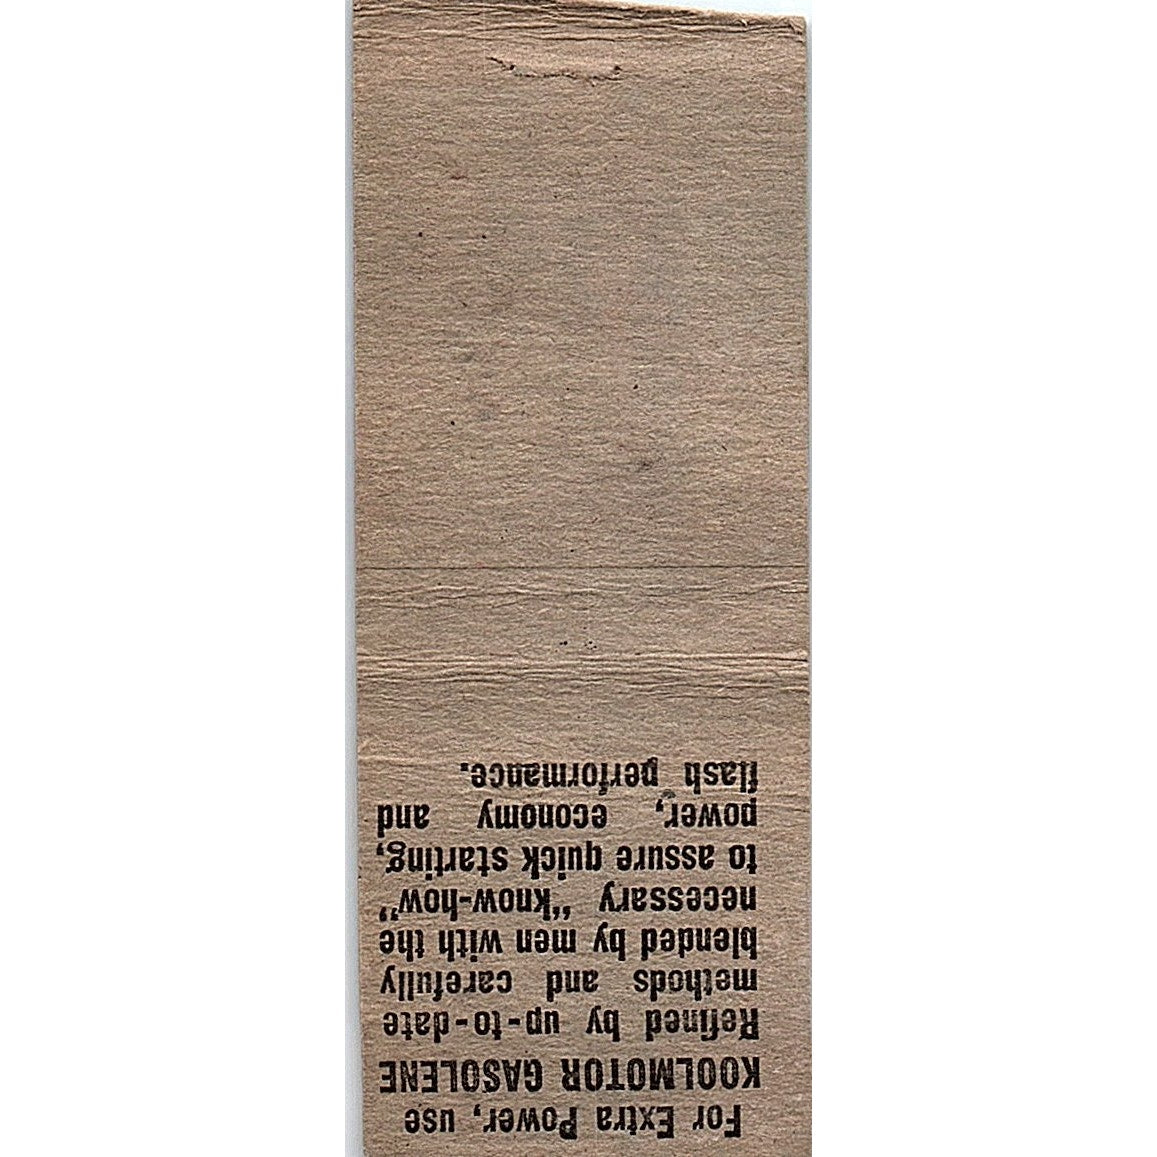 For Extra Power, use
KOOLMOTOR GASOLENE
Refined by up-to-date
methods and carefully
blended by men with the
necessary “know-how”,
to assure quick starting,
power, economy and
flash performance.